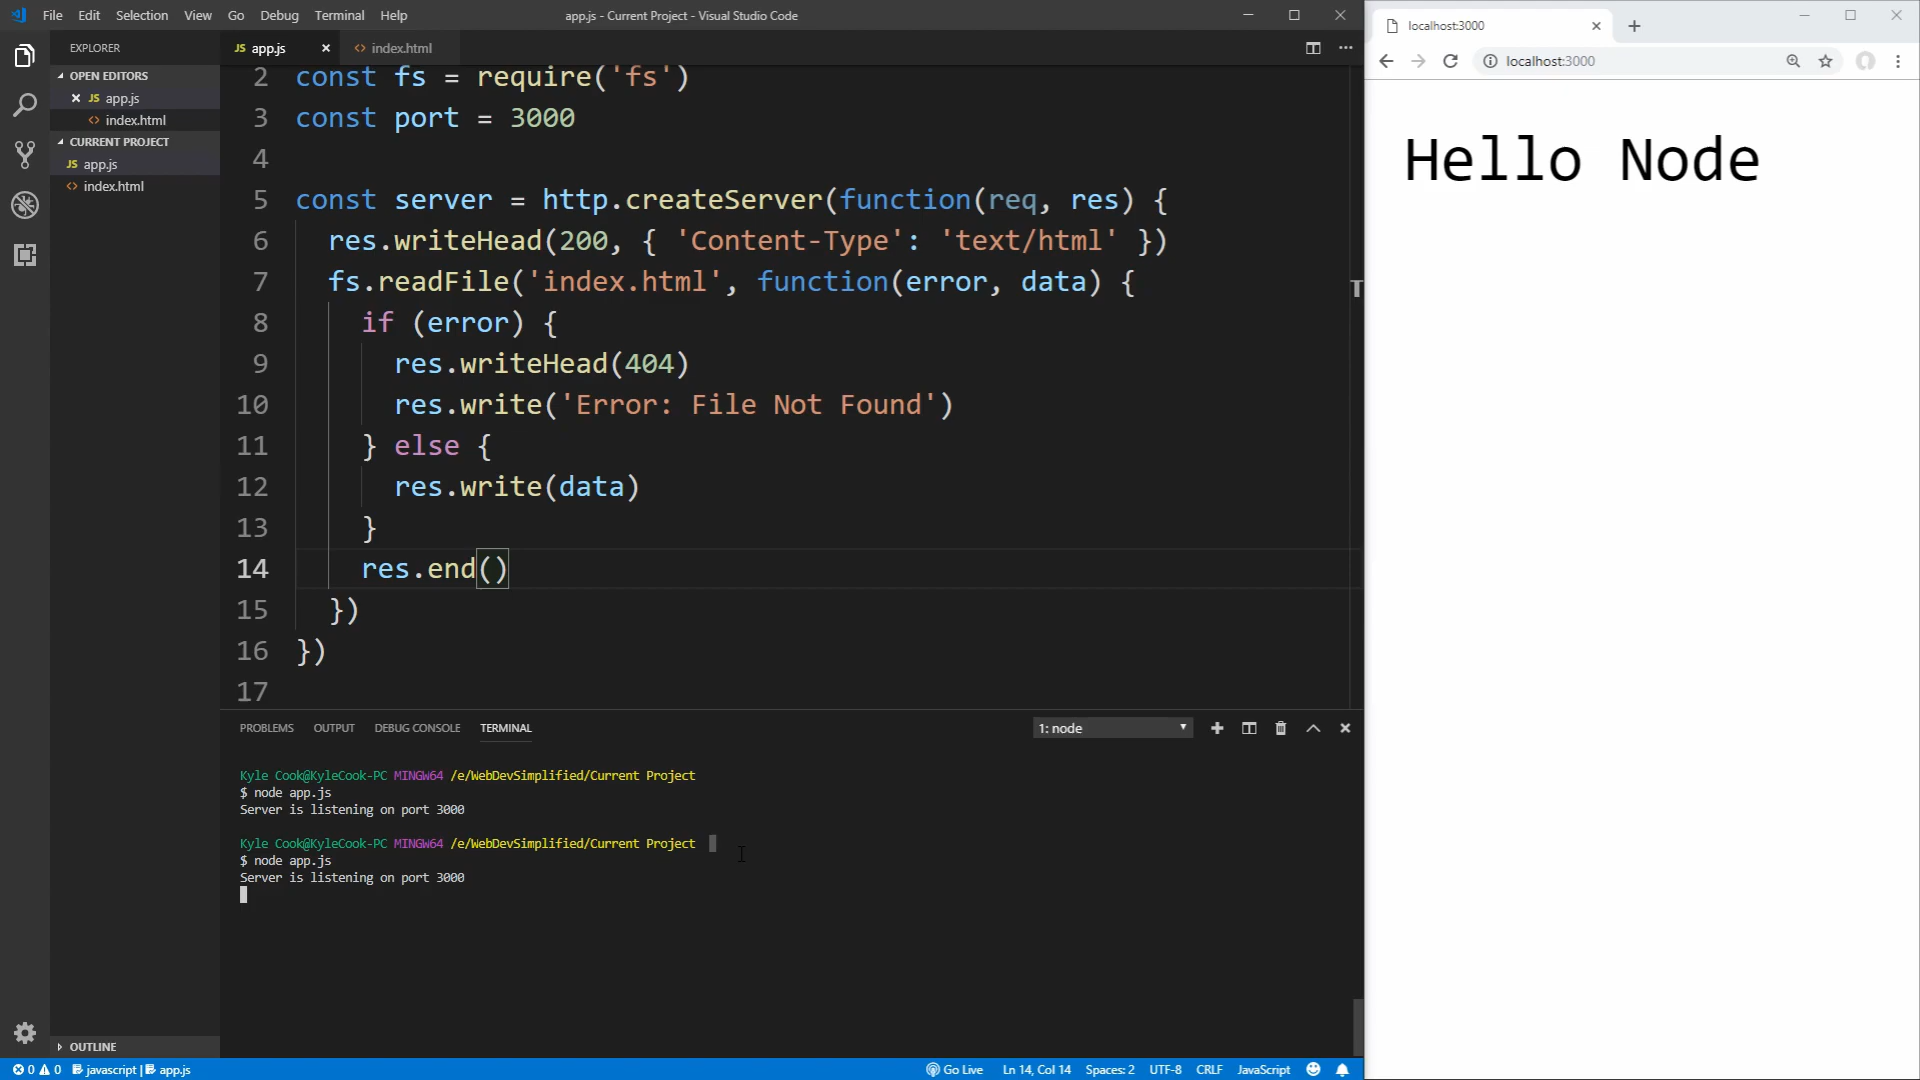 File Edit Selection View Go Debug Terminal Help
app.js - Current Project - Visual Studio Code
EXPLORER
OPEN EDITORS
JS app.js
<> index.html
CURRENT PROJECT
JS app.js
<> index.html
OUTLINE
JS app.js
<> index.html
2 const fs = require('fs')
3 const port = 3000
4
5 const server = http.createServer(function(req, res) {
6 res.writeHead(200, { 'Content-Type': 'text/html' })
7 fs.readFile('index.html', function(error, data) {
8 if (error) {
9 res.writeHead(404)
10 res.write('Error: File Not Found')
11 } else {
12 res.write(data)
13 }
14 res.end()
15 })
16 })
17
PROBLEMS OUTPUT DEBUG CONSOLE TERMINAL
1: node
Kyle Cook@KyleCook-PC MINGW64 /e/WebDevSimplified/Current Project
$ node app.js
Server is listening on port 3000
Kyle Cook@KyleCook-PC MINGW64 /e/WebDevSimplified/Current Project
$ node app.js
Server is listening on port 3000
0 0 javascript | app.js
Go Live Ln 14, Col 14 Spaces: 2 UTF-8 CRLF JavaScript
localhost:3000
localhost:3000
Hello Node